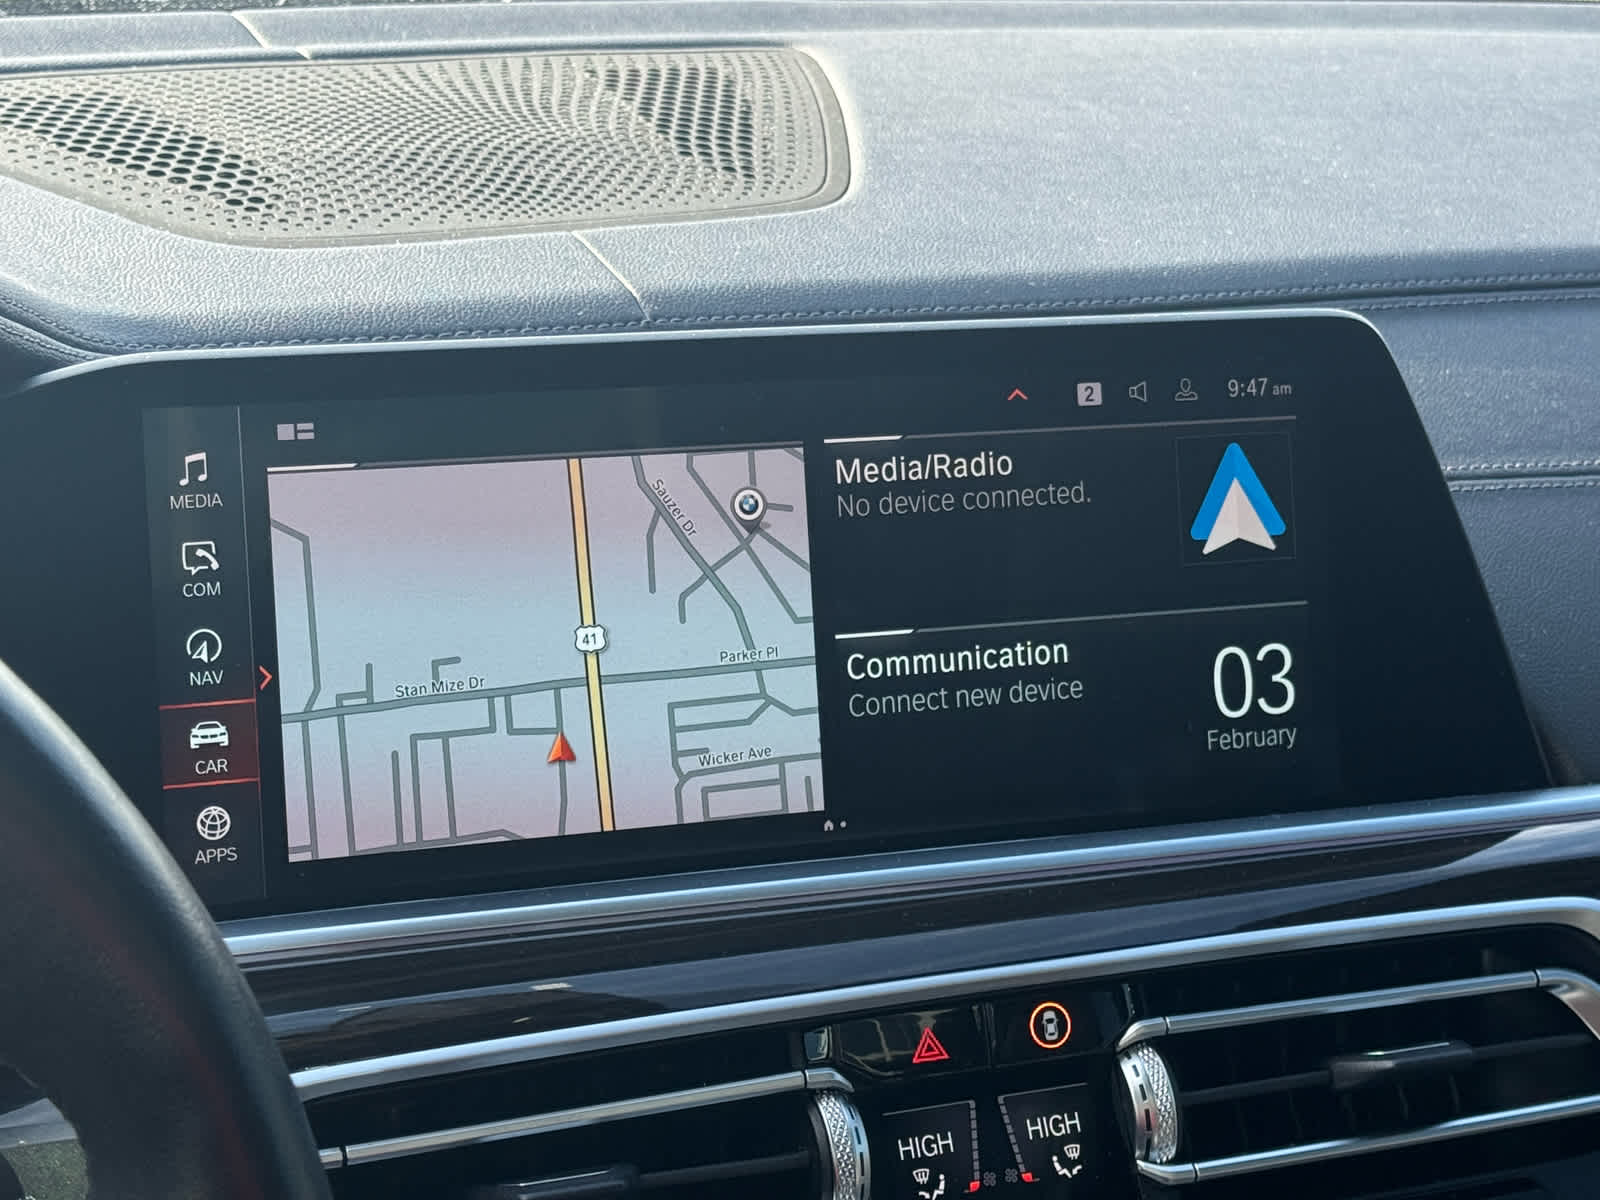 2
9:47 am
MEDIA
COM
NAV
CAR
APPS
Sauzer Dr
41
Parker Pl
Stan Mize Dr
Wicker Ave
Media/Radio
No device connected.
Communication
Connect new device
03
February
HIGH
HIGH